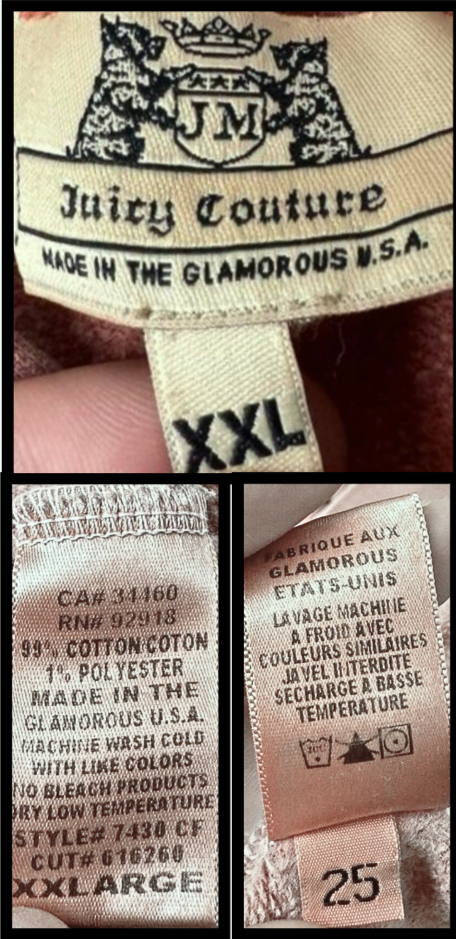 JM
Juicy Couture
MADE IN THE GLAMOROUS U.S.A.
XXL
CA# 34460
RN# 92918
99% COTTON/COTON
1% POLYESTER
MADE IN THE
GLAMOROUS U.S.A.
MACHINE WASH COLD
WITH LIKE COLORS
NO BLEACH PRODUCTS
DRY LOW TEMPERATURE
STYLE# 7430 CF
CUT# 616260
XXLARGE
FABRIQUE AUX
GLAMOROUS
ETATS-UNIS
LAVAGE MACHINE
A FROID AVEC
COULEURS SIMILAIRES
JAVEL INTERDITE
SECHARGE A BASSE
TEMPERATURE
30C
25